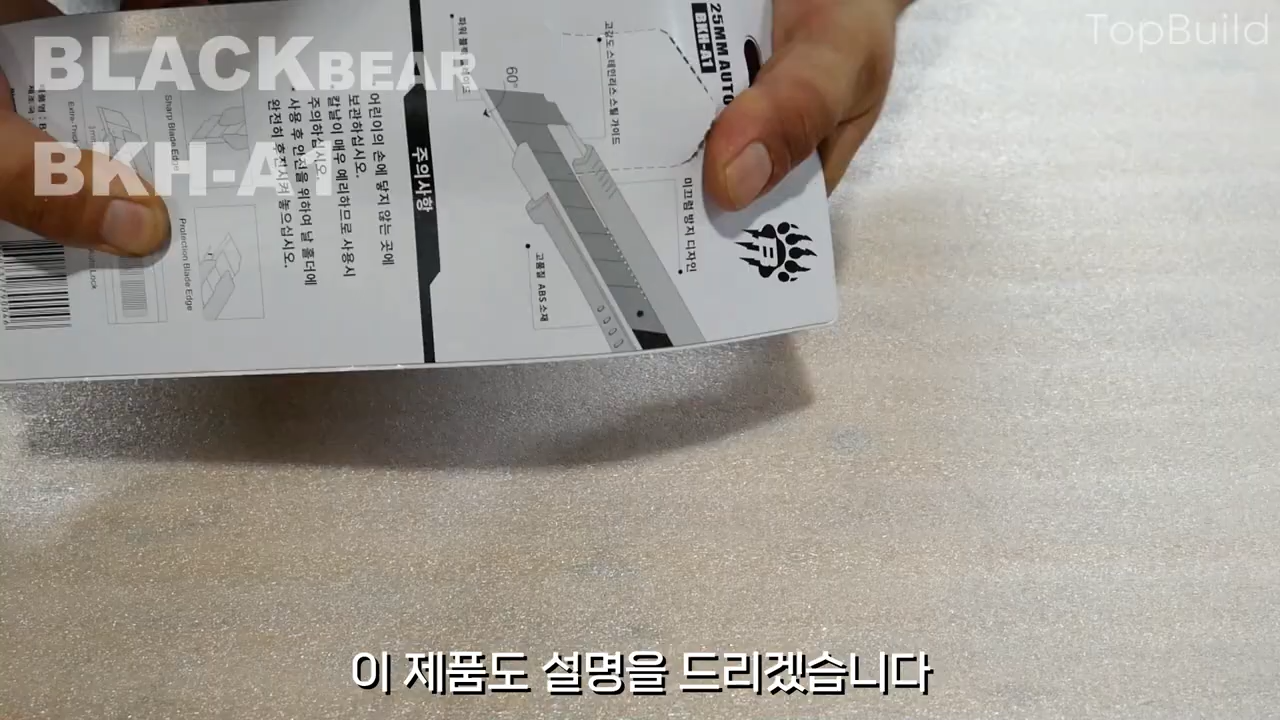 BLACKBEAR
BKH-A1
TopBuild
25MM AUTO
BKH-A1
고강도 스테인리스 스틸 가이드
60°
미끄럼 방지 디자인
고품질 ABS 소재
주의사항
어린이의 손에 닿지 않는 곳에
보관하십시오.
칼날이 매우 예리하므로 사용시
주의하십시오.
사용 후 안전을 위하여 날 홀더에
완전히 후진시켜 놓으십시오.
Sharp Blade Edge
Protection Blade Edge
Extra-Thick
Lock
이 제품도 설명을 드리겠습니다